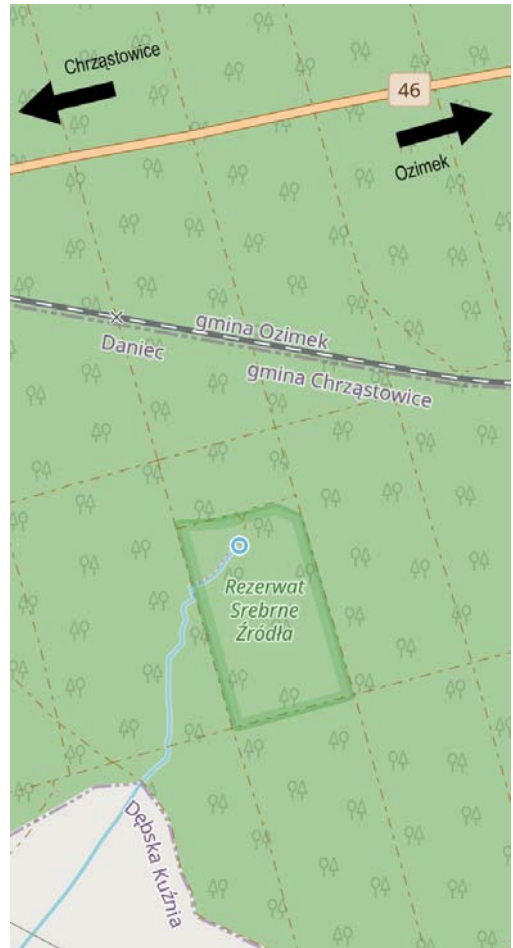 Chrząstowice
46
Ozimek
gmina Ozimek
Daniec
gmina Chrząstowice
Rezerwat
Srebrne
Źródła
Dębska Kuźnia